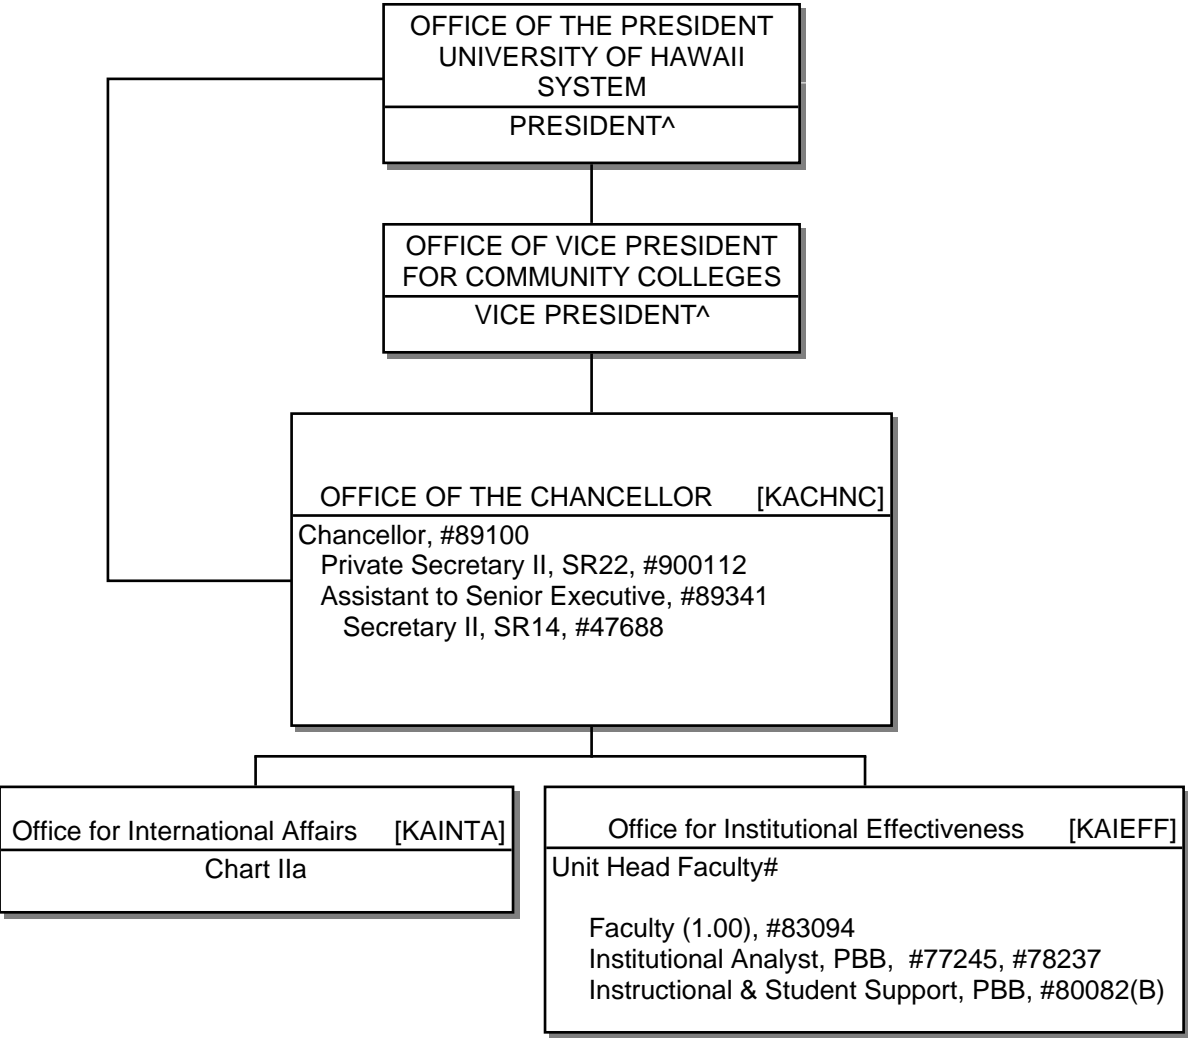 OFFICE OF THE PRESIDENT
UNIVERSITY OF HAWAII
SYSTEM
PRESIDENT^
OFFICE OF VICE PRESIDENT
FOR COMMUNITY COLLEGES
VICE PRESIDENT^
OFFICE OF THE CHANCELLOR [KACHNC]
Chancellor, #89100
Private Secretary II, SR22, #900112
Assistant to Senior Executive, #89341
Secretary II, SR14, #47688
Office for International Affairs [KAINTA]
Chart IIa
Office for Institutional Effectiveness [KAIEFF]
Unit Head Faculty#
Faculty (1.00), #83094
Institutional Analyst, PBB, #77245, #78237
Instructional & Student Support, PBB, #80082(B)